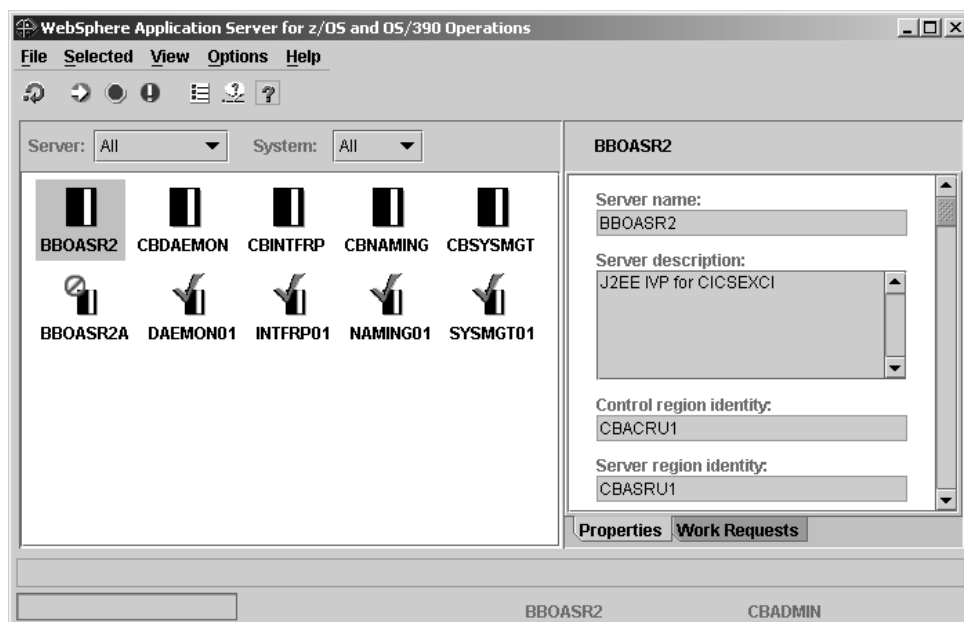 WebSphere Application Server for z/OS and OS/390 Operations
File Selected View Options Help
Server: All System: All
BBOASR2 CBDAEMON CBINTFRP CBNAMING CBSYSMGT
BBOASR2A DAEMON01 INTFRP01 NAMING01 SYSMGT01
BBOASR2
Server name:
BBOASR2
Server description:
J2EE IVP for CICSEXCI
Control region identity:
CBACRU1
Server region identity:
CBASRU1
Properties Work Requests
BBOASR2 CBADMIN